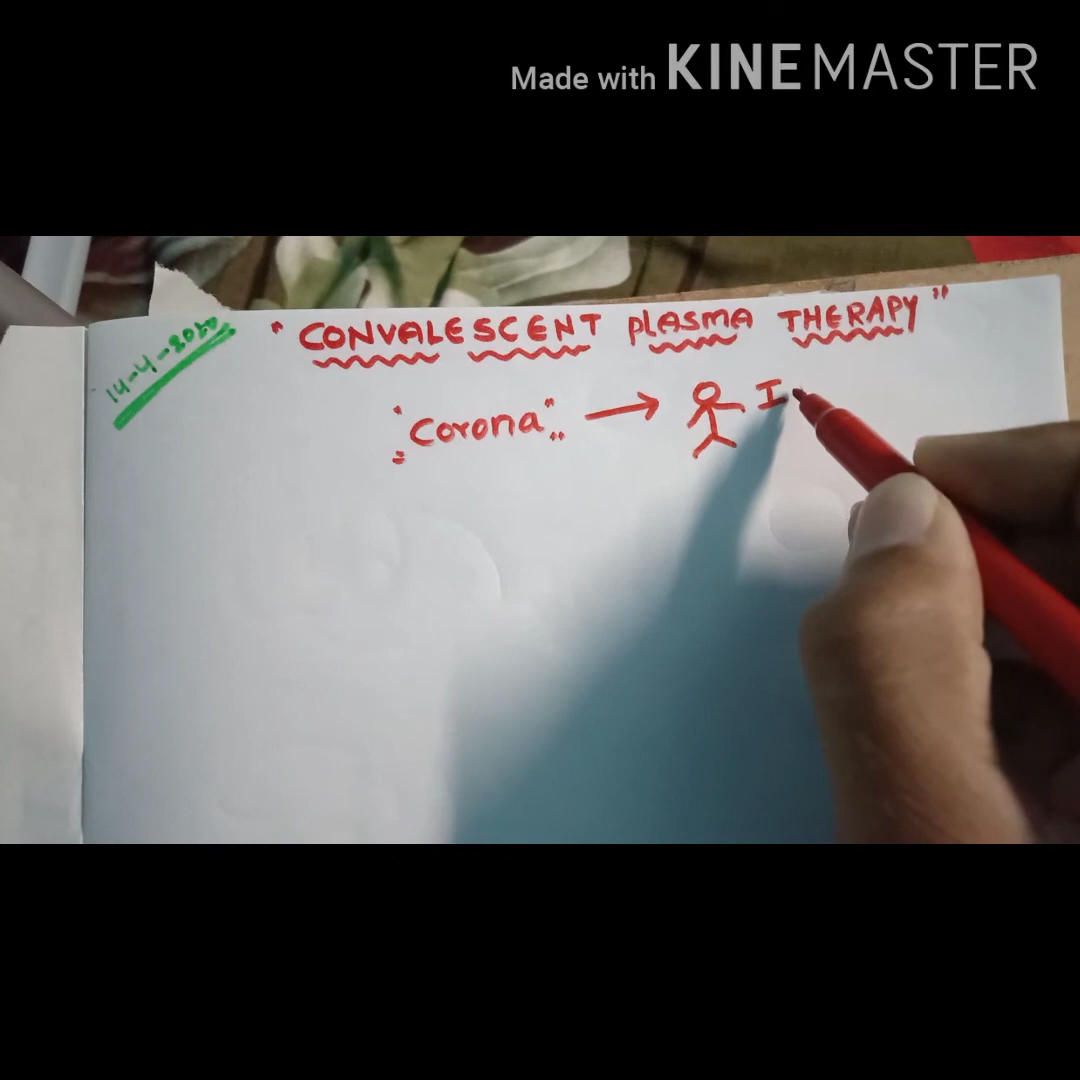 Made with KINEMASTER
14-4-2020
" CONVALESCENT PLASMA THERAPY "
"Corona" → I